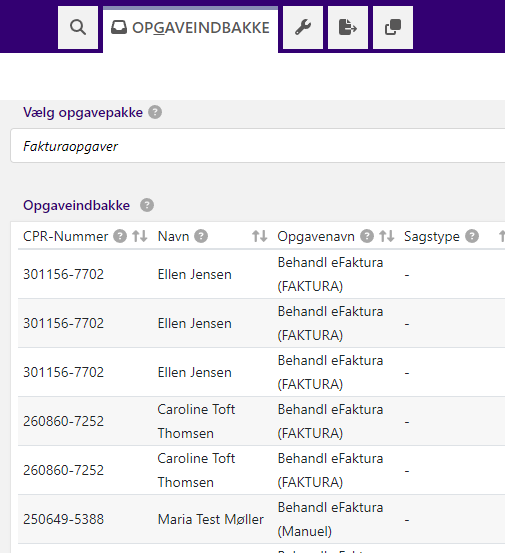 OPGAVEINDBAKKE
Vælg opgavepakke ?
Fakturaopgaver
Opgaveindbakke ?
CPR-Nummer ? Navn ? Opgavenavn ? Sagstype ?
301156-7702 Ellen Jensen Behandl eFaktura (FAKTURA) -
301156-7702 Ellen Jensen Behandl eFaktura (FAKTURA) -
301156-7702 Ellen Jensen Behandl eFaktura (FAKTURA) -
260860-7252 Caroline Toft Thomsen Behandl eFaktura (FAKTURA) -
260860-7252 Caroline Toft Thomsen Behandl eFaktura (FAKTURA) -
250649-5388 Maria Test Møller Behandl eFaktura (Manuel) -